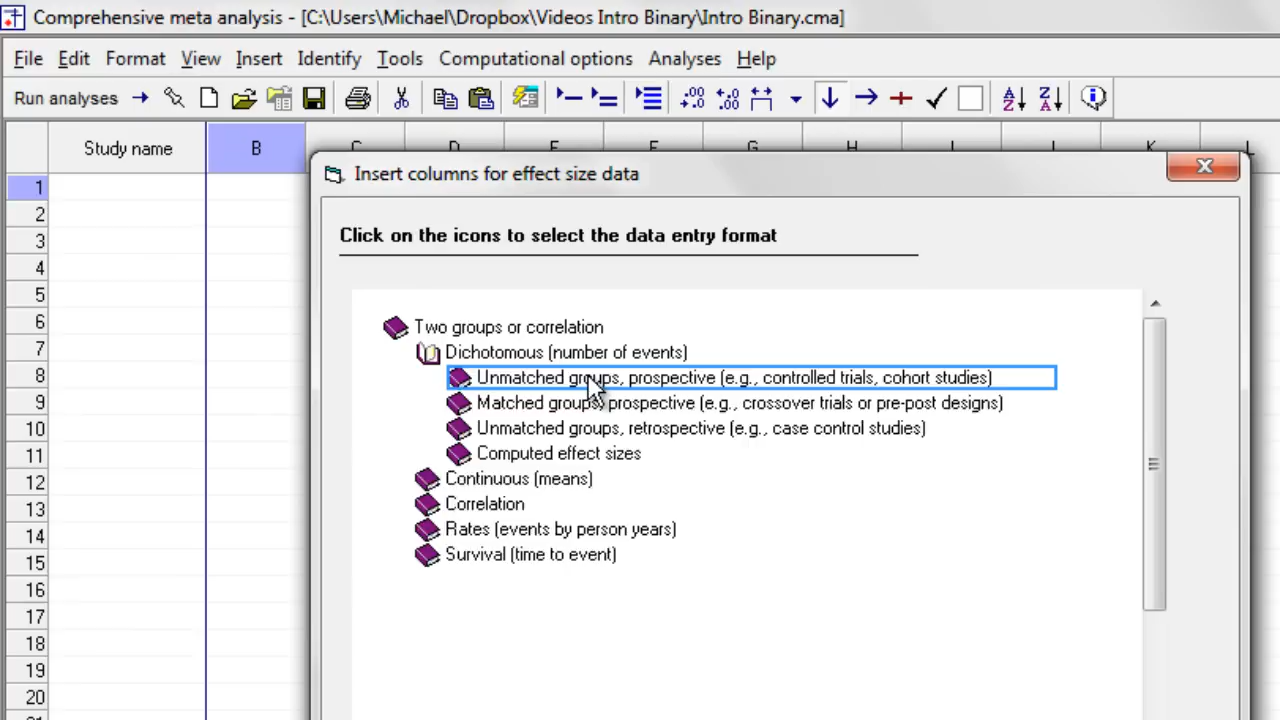 Comprehensive meta analysis - [C:\Users\Michael\Dropbox\Videos Intro Binary\Intro Binary.cma]
File Edit Format View Insert Identify Tools Computational options Analyses Help
Run analyses
Study name B C D E F G H I J K L
Insert columns for effect size data
Click on the icons to select the data entry format
Two groups or correlation
Dichotomous (number of events)
Unmatched groups, prospective (e.g., controlled trials, cohort studies)
Matched groups, prospective (e.g., crossover trials or pre-post designs)
Unmatched groups, retrospective (e.g., case control studies)
Computed effect sizes
Continuous (means)
Correlation
Rates (events by person years)
Survival (time to event)
1
2
3
4
5
6
7
8
9
10
11
12
13
14
15
16
17
18
19
20